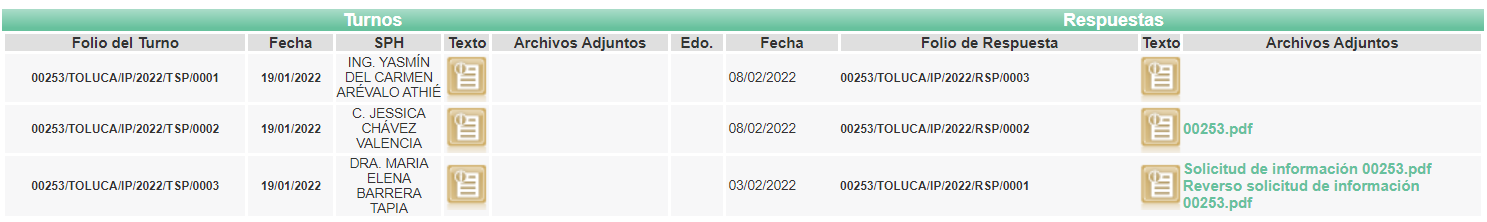 Turnos Respuestas
Folio del Turno Fecha SPH Texto Archivos Adjuntos Edo. Fecha Folio de Respuesta Texto Archivos Adjuntos
00253/TOLUCA/IP/2022/TSP/0001 19/01/2022 ING. YASMÍN
DEL CARMEN
ARÉVALO ATHIÉ 08/02/2022 00253/TOLUCA/IP/2022/RSP/0003
00253/TOLUCA/IP/2022/TSP/0002 19/01/2022 C. JESSICA
CHÁVEZ
VALENCIA 08/02/2022 00253/TOLUCA/IP/2022/RSP/0002 00253.pdf
00253/TOLUCA/IP/2022/TSP/0003 19/01/2022 DRA. MARIA
ELENA
BARRERA
TAPIA 03/02/2022 00253/TOLUCA/IP/2022/RSP/0001 Solicitud de información 00253.pdf
Reverso solicitud de información
00253.pdf